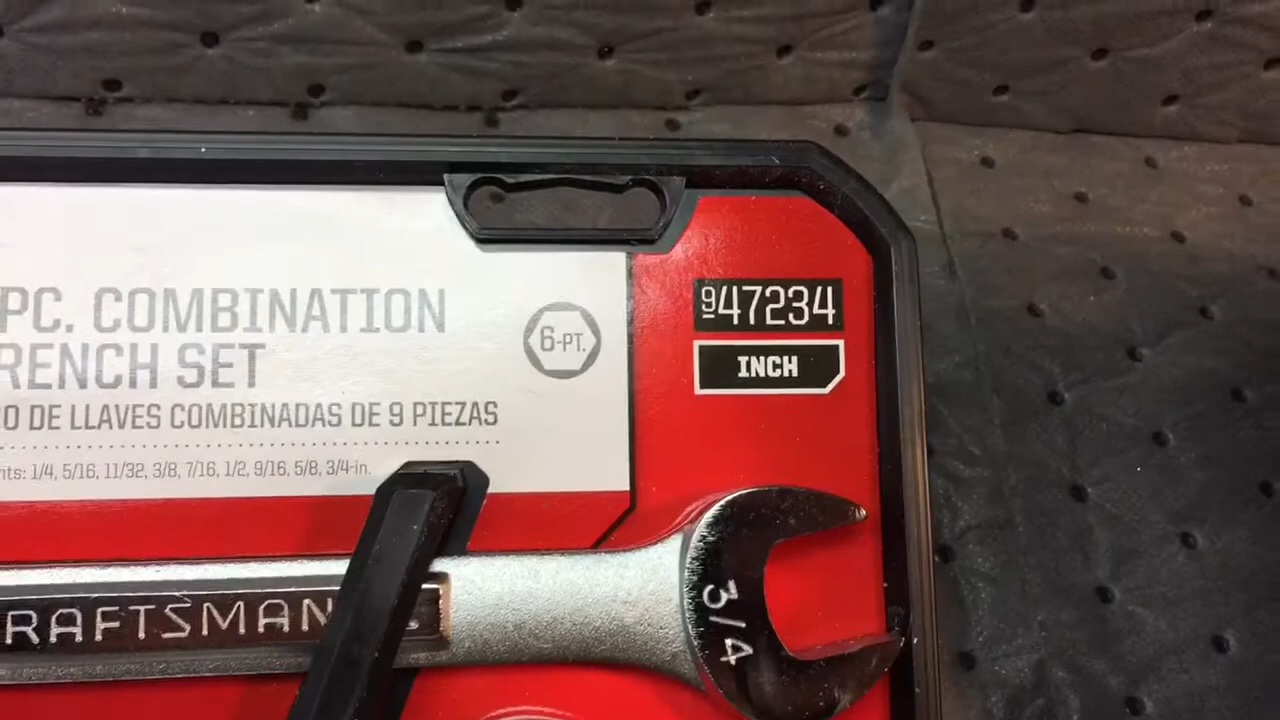 PC. COMBINATION
RENCH SET
O DE LLAVES COMBINADAS DE 9 PIEZAS
nts: 1/4, 5/16, 11/32, 3/8, 7/16, 1/2, 9/16, 5/8, 3/4-in.
6-PT.
947234
INCH
RAFTSMAN
3/4